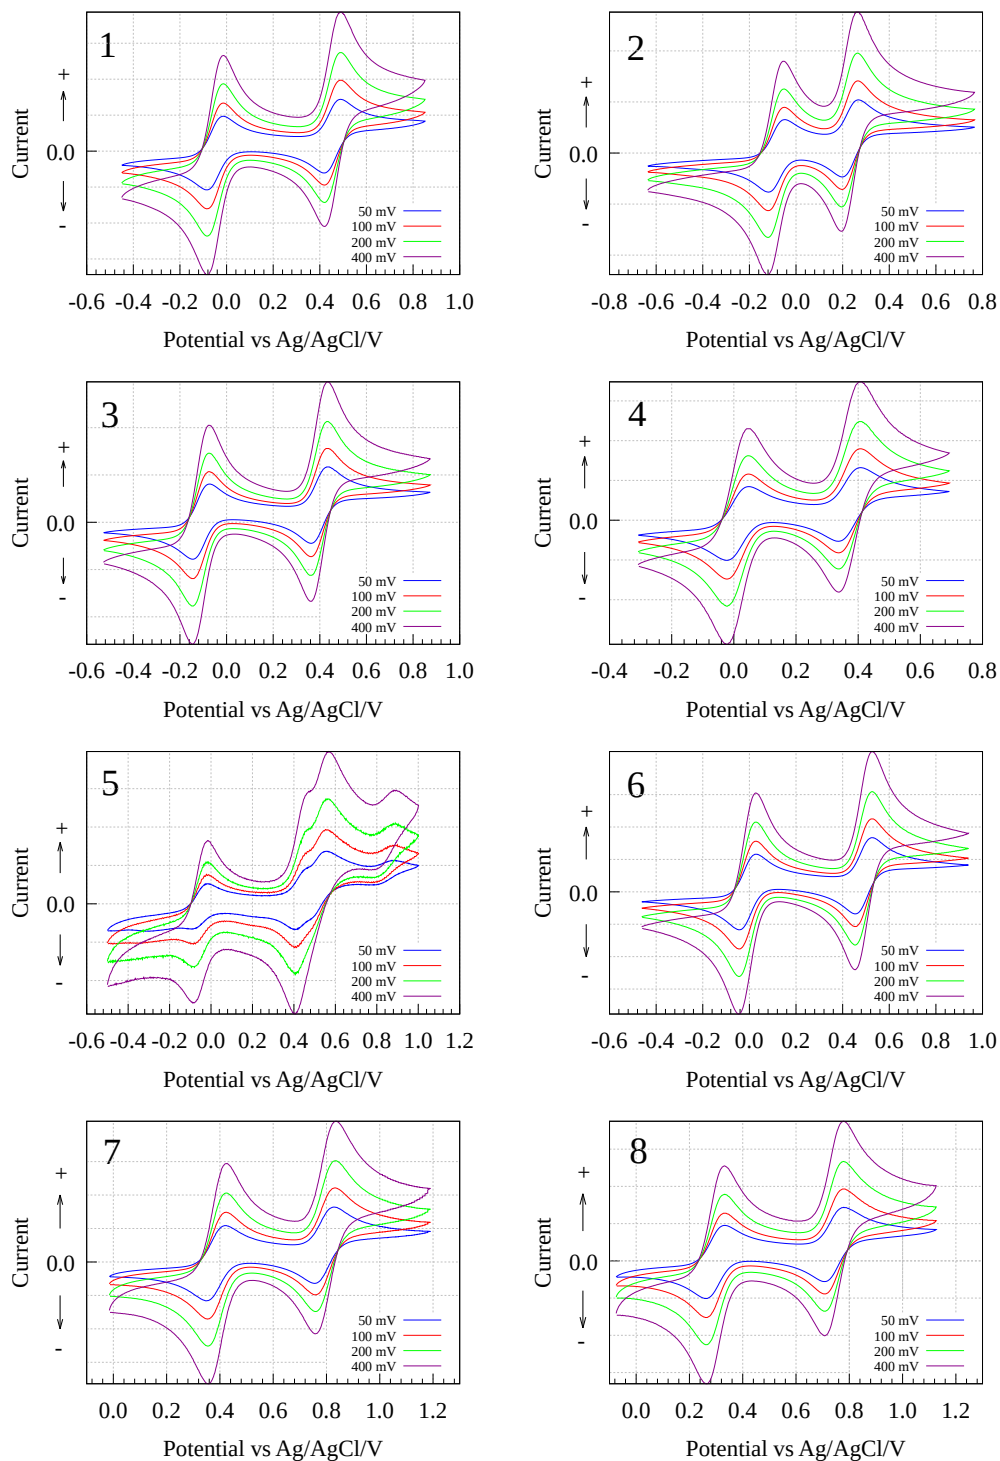 1
+
Current
0.0
-
50 mV
100 mV
200 mV
400 mV
-0.6 -0.4 -0.2 0.0 0.2 0.4 0.6 0.8 1.0
Potential vs Ag/AgCl/V
2
+
Current
0.0
-
50 mV
100 mV
200 mV
400 mV
-0.8 -0.6 -0.4 -0.2 0.0 0.2 0.4 0.6 0.8
Potential vs Ag/AgCl/V
3
+
Current
0.0
-
50 mV
100 mV
200 mV
400 mV
-0.6 -0.4 -0.2 0.0 0.2 0.4 0.6 0.8 1.0
Potential vs Ag/AgCl/V
4
+
Current
0.0
-
50 mV
100 mV
200 mV
400 mV
-0.4 -0.2 0.0 0.2 0.4 0.6 0.8
Potential vs Ag/AgCl/V
5
+
Current
0.0
-
50 mV
100 mV
200 mV
400 mV
-0.6 -0.4 -0.2 0.0 0.2 0.4 0.6 0.8 1.0 1.2
Potential vs Ag/AgCl/V
6
+
Current
0.0
-
50 mV
100 mV
200 mV
400 mV
-0.6 -0.4 -0.2 0.0 0.2 0.4 0.6 0.8 1.0
Potential vs Ag/AgCl/V
7
+
Current
0.0
-
50 mV
100 mV
200 mV
400 mV
0.0 0.2 0.4 0.6 0.8 1.0 1.2
Potential vs Ag/AgCl/V
8
+
Current
0.0
-
50 mV
100 mV
200 mV
400 mV
0.0 0.2 0.4 0.6 0.8 1.0 1.2
Potential vs Ag/AgCl/V